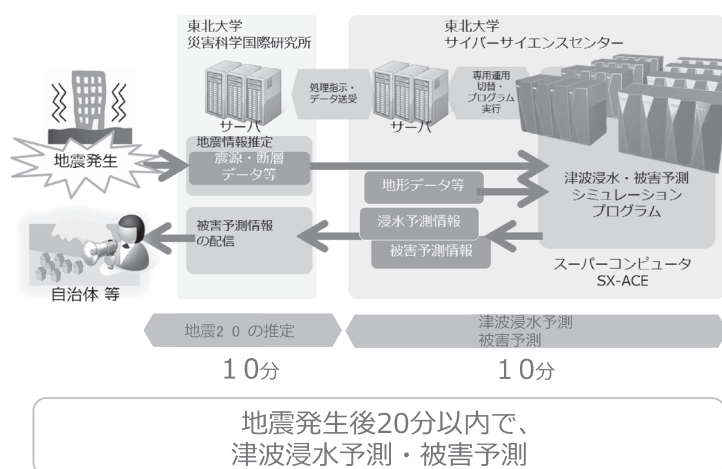 東北大学
災害科学国際研究所
東北大学
サイバーサイエンスセンター
処理指示・
データ送受
専用運用
切替・
プログラム
実行
サーバ
サーバ
地震発生
地震情報推定
震源・断層
データ等
地形データ等
津波浸水・被害予測
シミュレーション
プログラム
被害予測情報
の配信
浸水予測情報
被害予測情報
自治体 等
スーパーコンピュータ
SX-ACE
地震2０の推定
津波浸水予測
被害予測
１０分
１０分
地震発生後20分以内で、
津波浸水予測・被害予測